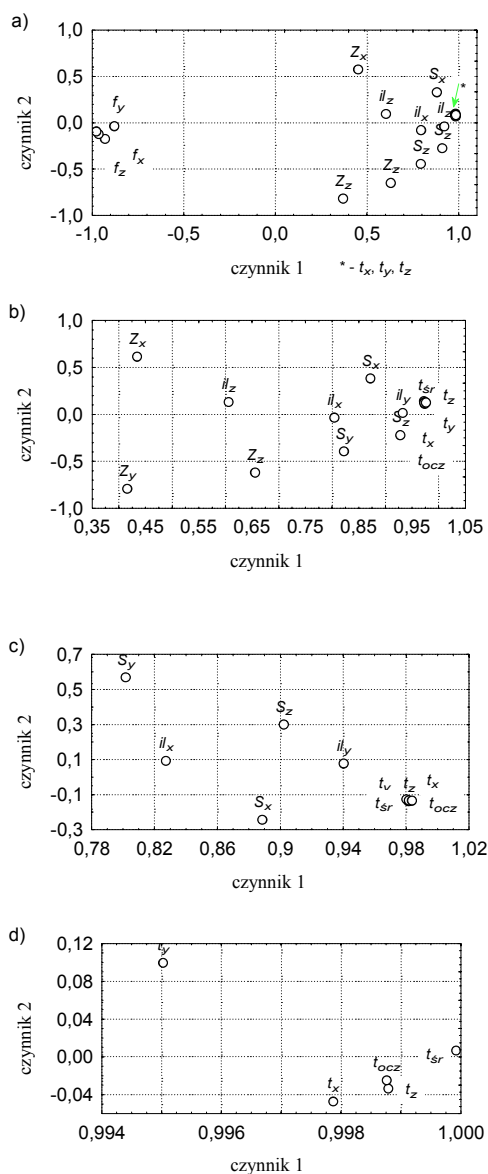 a)
1,0
0,5
0,0
-0,5
-1,0
czynnik 2
Z_x
S_x
*
il_z
f_y
il_x
il_z
S_z
f_x
f_z
S_z
Z_z
Z_z
-1,0 -0,5 0,0 0,5 1,0
czynnik 1 * - t_x, t_y, t_z
b)
1,0
0,5
0,0
-0,5
-1,0
czynnik 2
Z_x
S_x
il_z
il_x
il_y
t_śr
t_z
S_z
t_y
S_y
t_x
Z_y
Z_z
t_ocz
0,35 0,45 0,55 0,65 0,75 0,85 0,95 1,05
czynnik 1
c)
0,7
0,5
0,3
0,1
-0,1
-0,3
czynnik 2
S_y
S_z
il_x
il_y
t_v t_z t_x
S_x
t_śr t_ocz
0,78 0,82 0,86 0,9 0,94 0,98 1,02
czynnik 1
d)
0,12
0,08
0,04
0,00
-0,04
czynnik 2
t_y
t_śr
t_ocz
t_x
t_z
0,994 0,996 0,998 1,000
czynnik 1